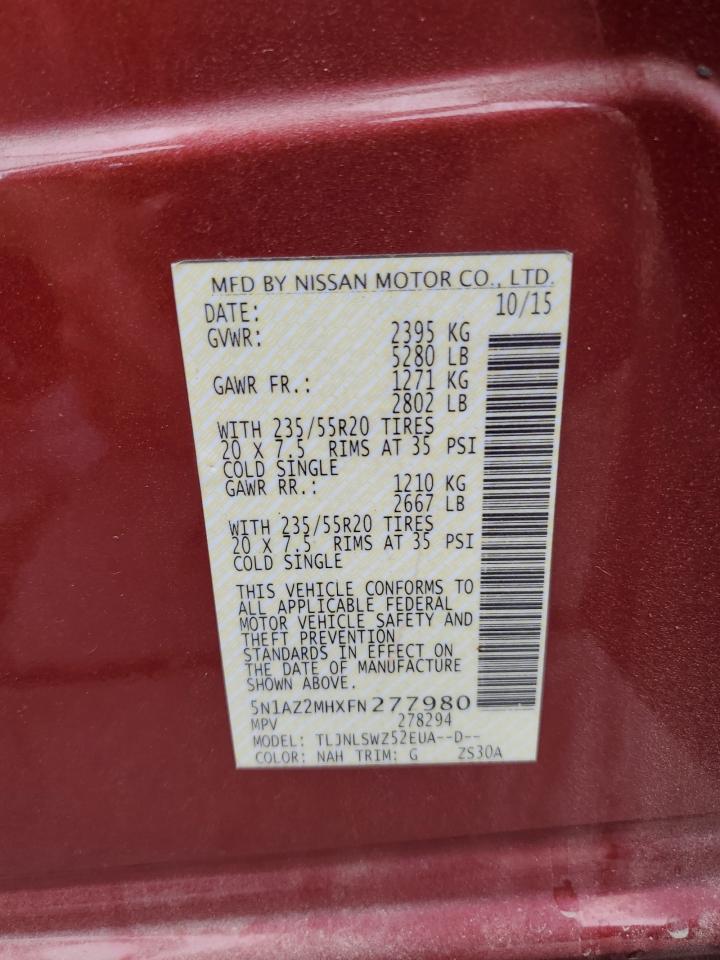 MFD BY NISSAN MOTOR CO., LTD.
DATE: 10/15
GVWR: 2395 KG
5280 LB
GAWR FR.: 1271 KG
2802 LB
WITH 235/55R20 TIRES
20 X 7.5 RIMS AT 35 PSI
COLD SINGLE
GAWR RR.: 1210 KG
2667 LB
WITH 235/55R20 TIRES
20 X 7.5 RIMS AT 35 PSI
COLD SINGLE
THIS VEHICLE CONFORMS TO
ALL APPLICABLE FEDERAL
MOTOR VEHICLE SAFETY AND
THEFT PREVENTION
STANDARDS IN EFFECT ON
THE DATE OF MANUFACTURE
SHOWN ABOVE.
5N1AZ2MHXFN277980
MPV 278294
MODEL: TLJNLSWZ52EUA--D--
COLOR: NAH TRIM: G ZS30A